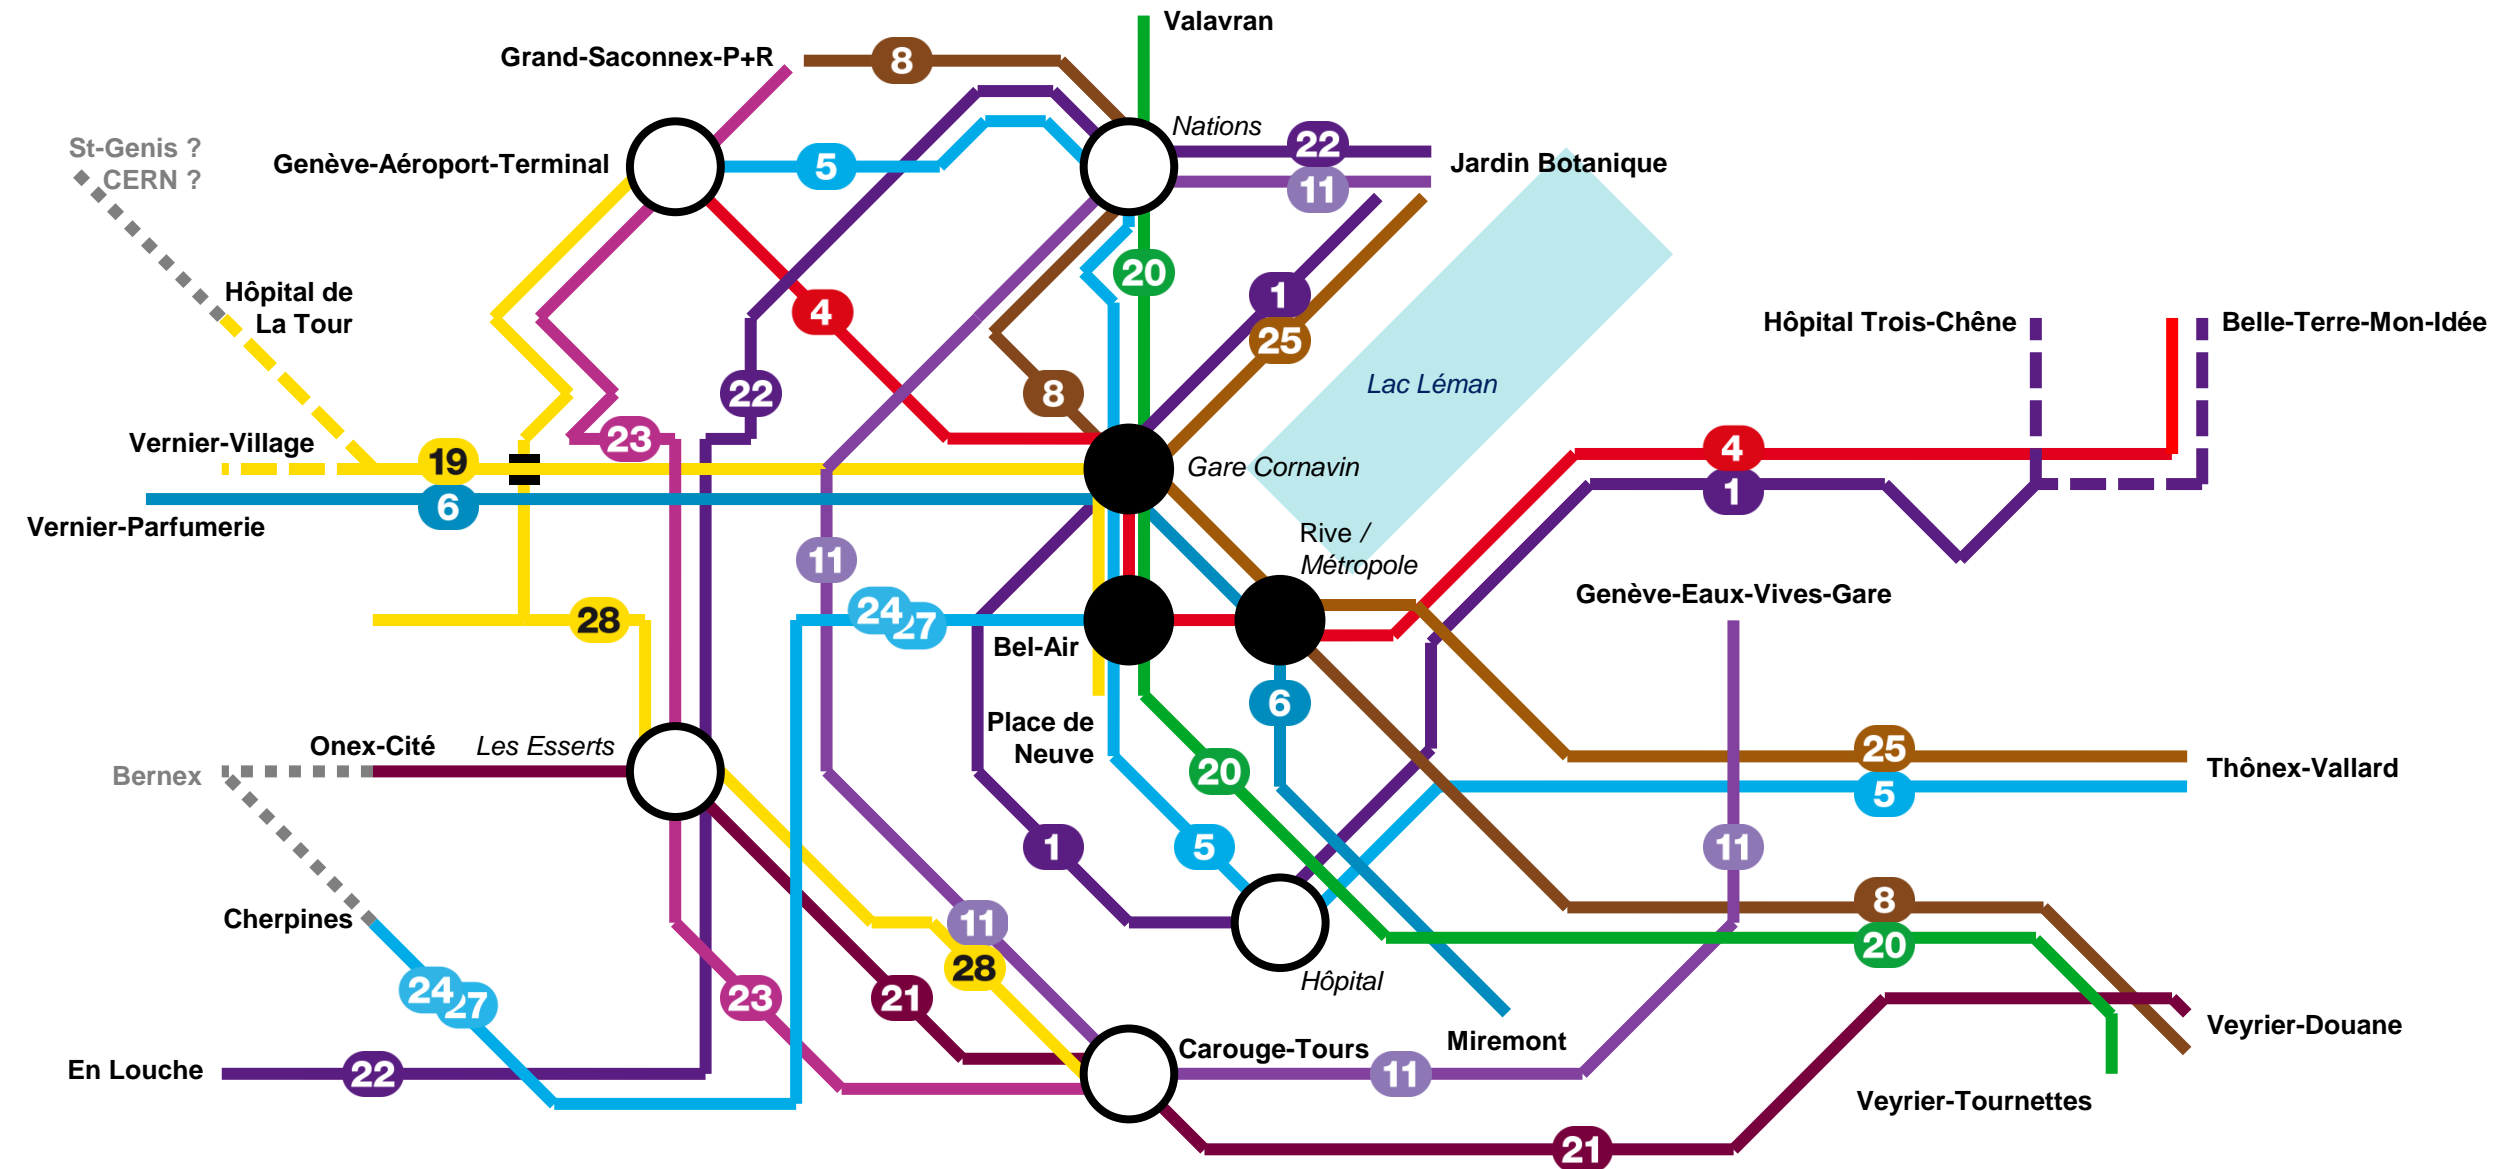 Valavran
Grand-Saconnex-P+R
8
Nations
22
St-Genis ?
CERN ?
Genève-Aéroport-Terminal
5
Jardin Botanique
11
20
Hôpital de
La Tour
4
1
25
Hôpital Trois-Chêne
Belle-Terre-Mon-Idée
22
8
Lac Léman
Vernier-Village
19
23
Gare Cornavin
4
1
6
Vernier-Parfumerie
Rive /
Métropole
11
28
24
27
Genève-Eaux-Vives-Gare
Bel-Air
6
Place de
Neuve
Onex-Cité
Les Esserts
Bernex
20
25
Thônex-Vallard
5
1
5
11
Cherpines
11
8
20
28
Hôpital
24
27
23
21
Veyrier-Douane
Miremont
Carouge-Tours
En Louche
22
11
Veyrier-Tournettes
21